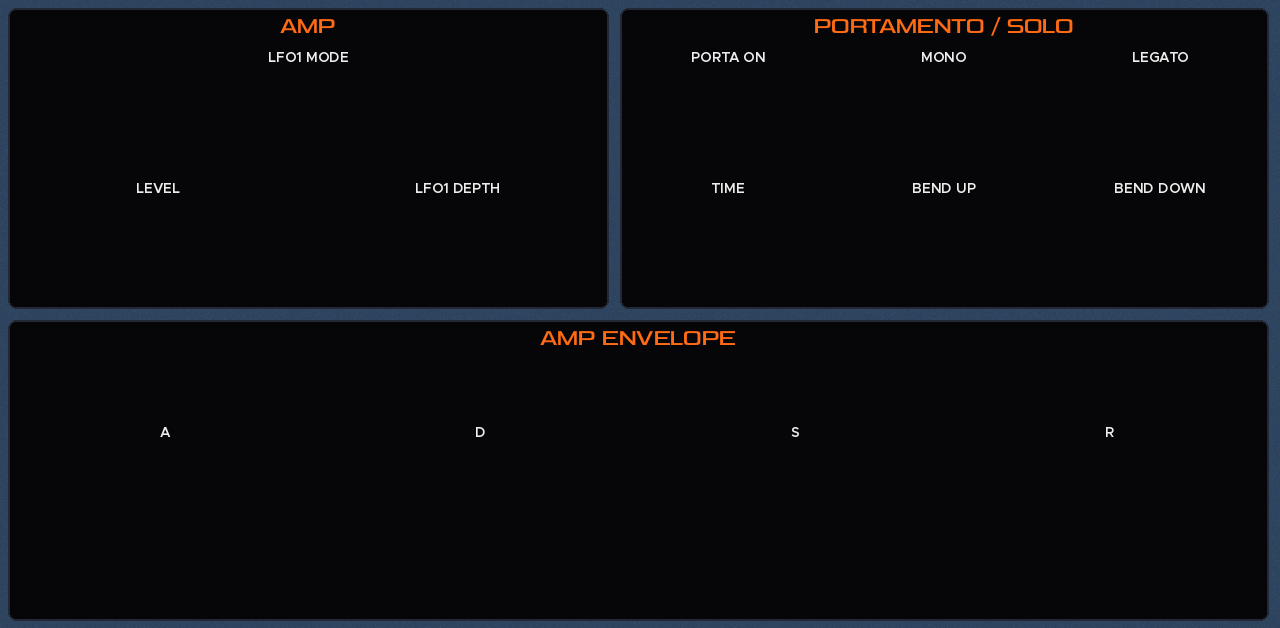 AMP
LFO1 MODE
LEVEL
LFO1 DEPTH
PORTAMENTO / SOLO
PORTA ON
MONO
LEGATO
TIME
BEND UP
BEND DOWN
AMP ENVELOPE
A
D
S
R